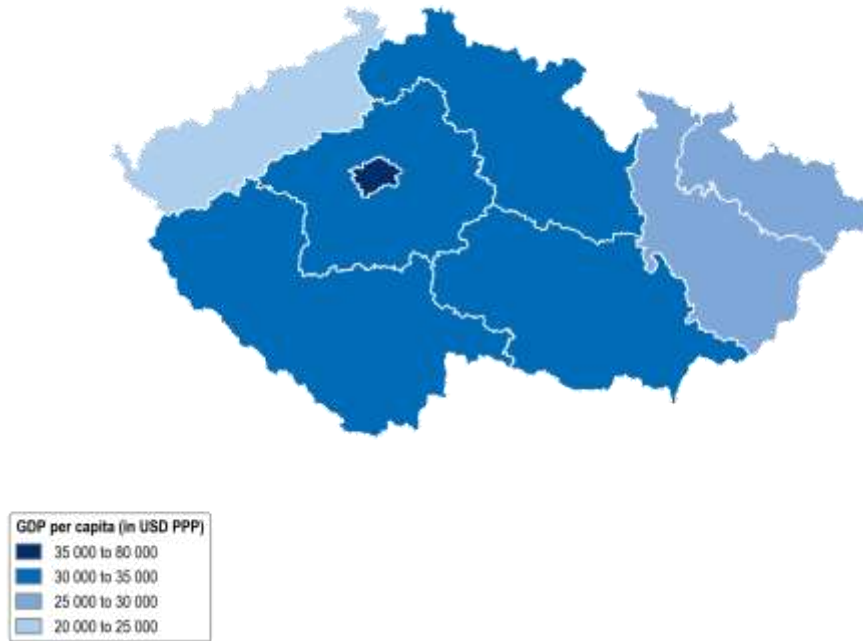 GDP per capita (in USD PPP)
35 000 to 80 000
30 000 to 35 000
25 000 to 30 000
20 000 to 25 000